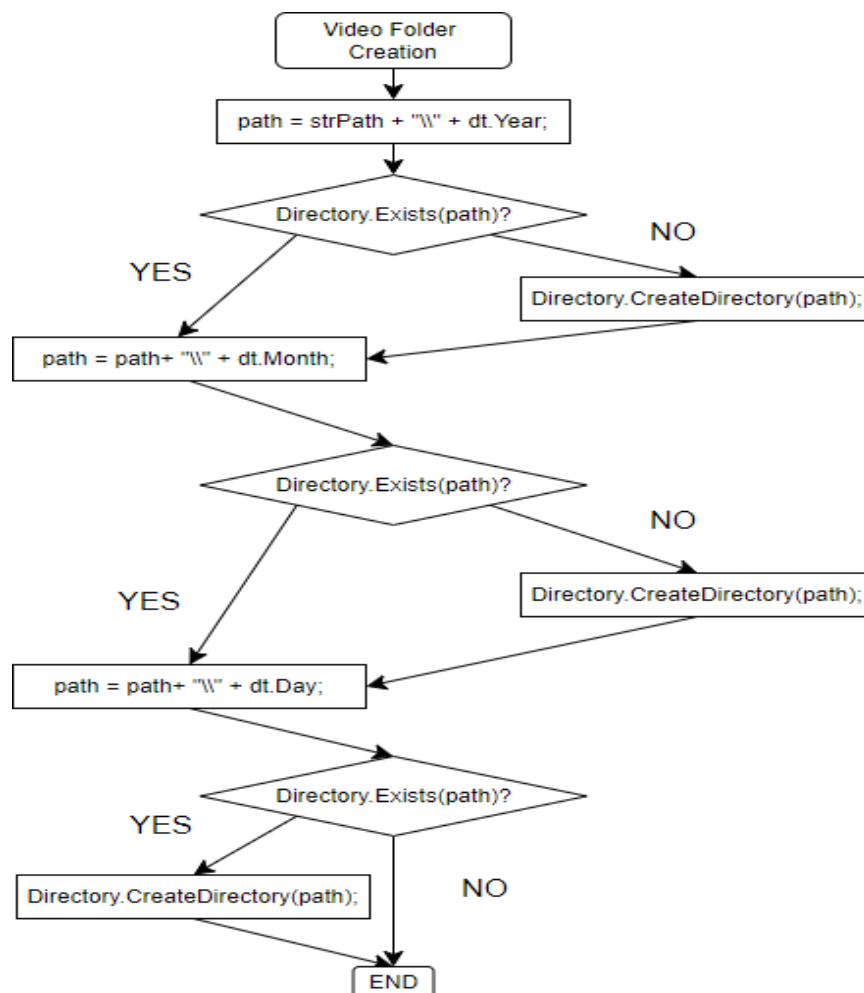 Video Folder
Creation
path = strPath + "\\" + dt.Year;
Directory.Exists(path)?
NO
YES
Directory.CreateDirectory(path);
path = path+ "\\" + dt.Month;
Directory.Exists(path)?
NO
YES
Directory.CreateDirectory(path);
path = path+ "\\" + dt.Day;
Directory.Exists(path)?
YES
Directory.CreateDirectory(path);
NO
END